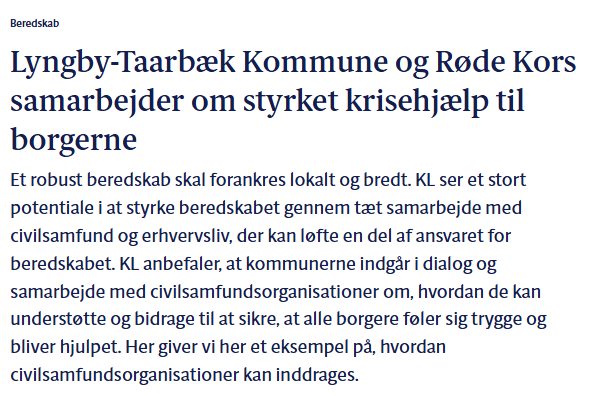 Beredskab
Lyngby-Taarbæk Kommune og Røde Kors
samarbejder om styrket krisehjælp til
borgerne
Et robust beredskab skal forankres lokalt og bredt. KL ser et stort
potentiale i at styrke beredskabet gennem tæt samarbejde med
civilsamfund og erhvervsliv, der kan løfte en del af ansvaret for
beredskabet. KL anbefaler, at kommunerne indgår i dialog og
samarbejde med civilsamfundsorganisationer om, hvordan de kan
understøtte og bidrage til at sikre, at alle borgere føler sig trygge og
bliver hjulpet. Her giver vi her et eksempel på, hvordan
civilsamfundsorganisationer kan inddrages.